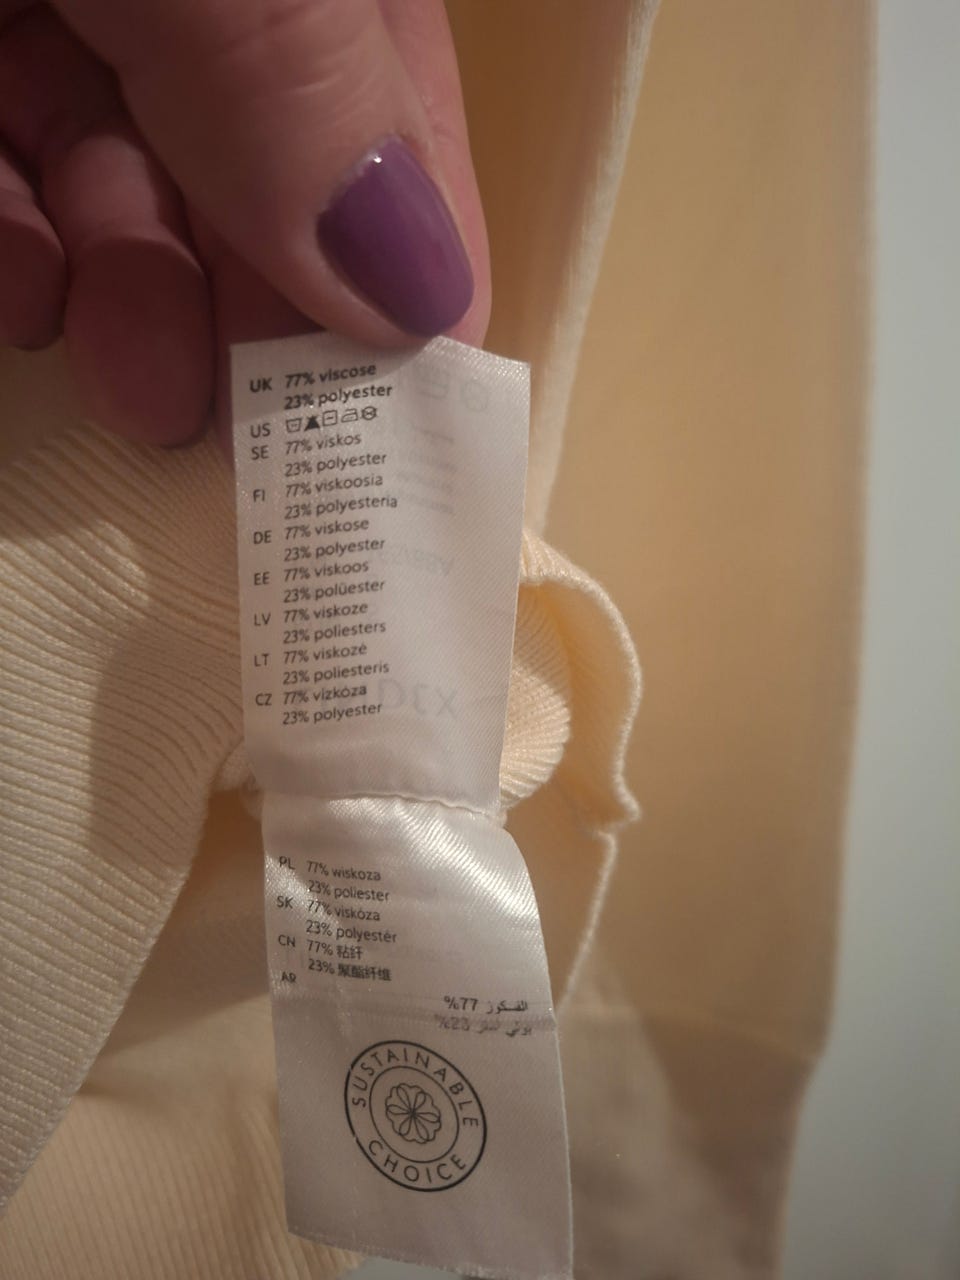 UK 77% viscose
23% polyester
US
SE 77% viskos
23% polyester
FI 77% viskoosia
23% polyesteria
DE 77% viskose
23% polyester
EE 77% viskoos
23% polüester
LV 77% viskoze
23% poliesters
LT 77% viskozė
23% poliesteris
CZ 77% vizkóza
23% polyester
PL 77% wiskoza
23% poliester
SK 77% viskóza
23% polyestér
CN 77% 粘纤
23% 聚酯纤维
AR
%77
%23
SUSTAINABLE
CHOICE